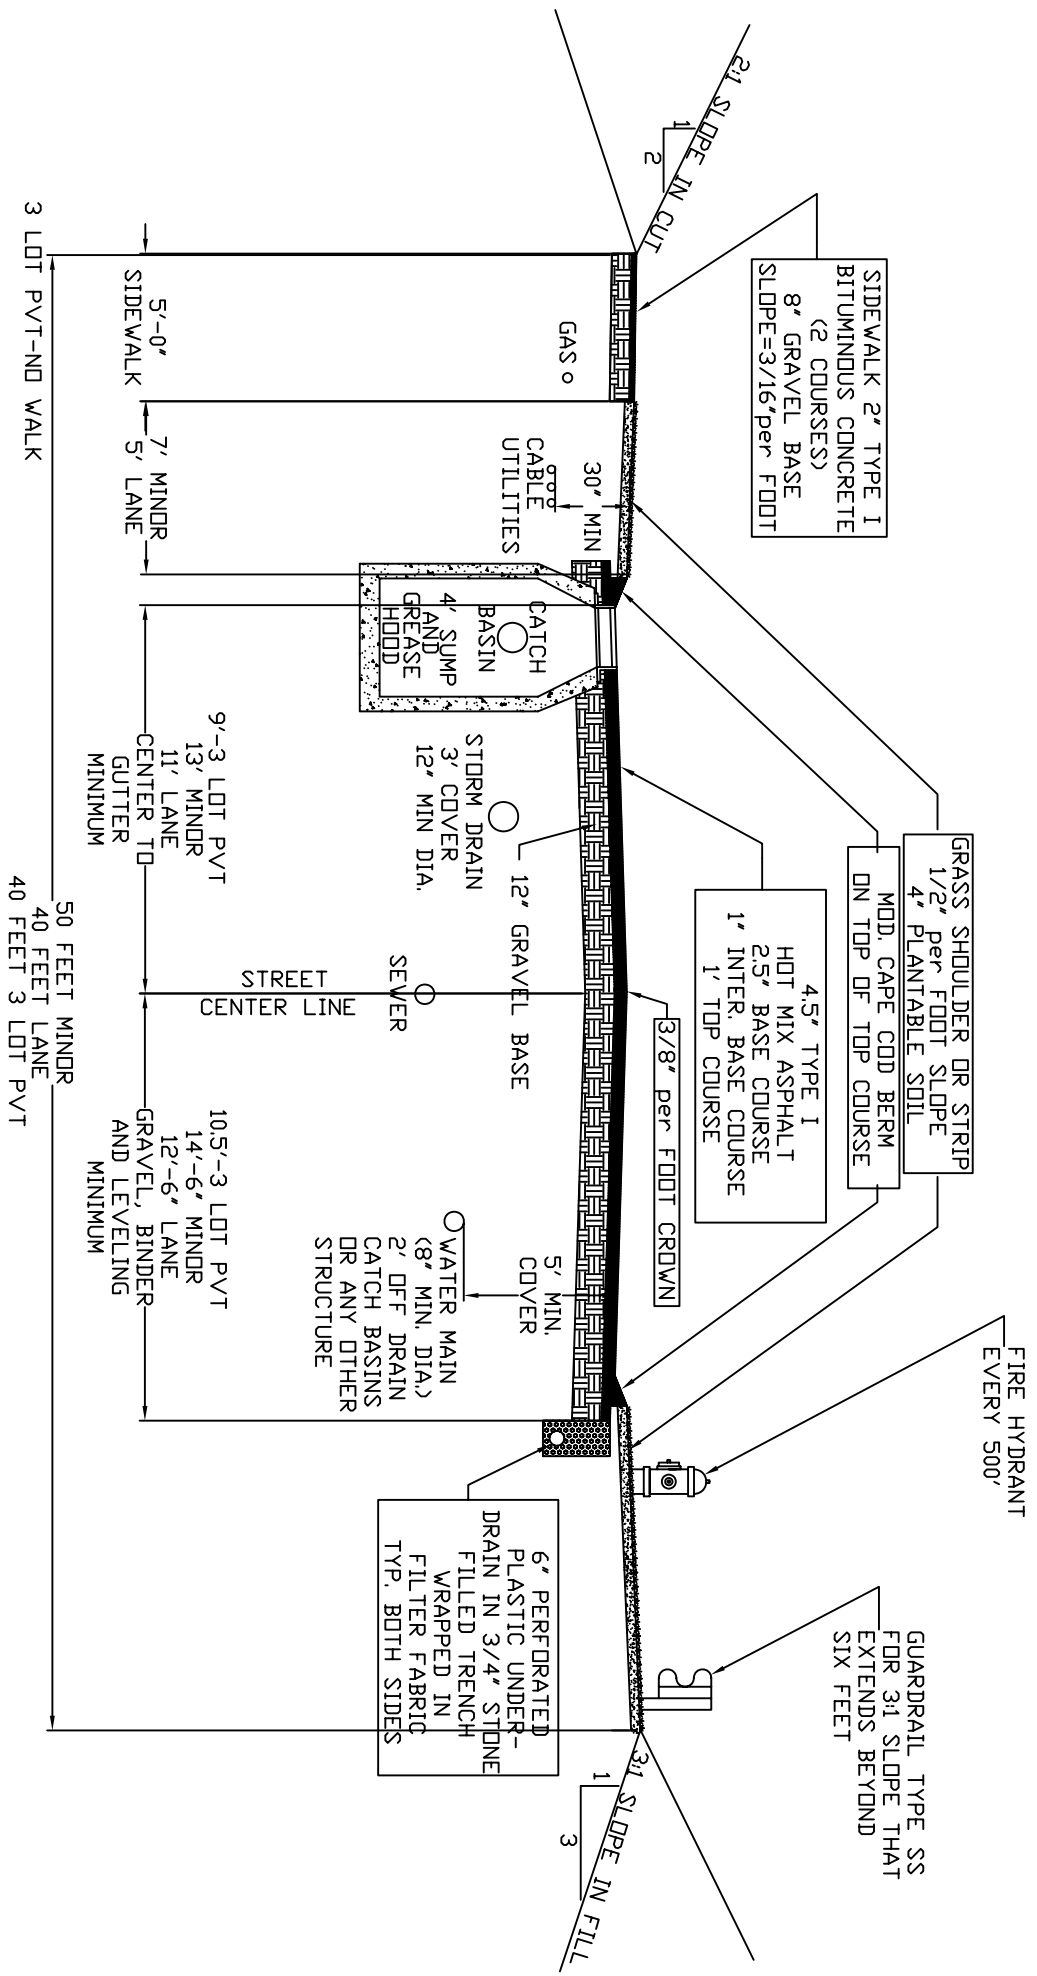 FIRE HYDRANT
EVERY 500'
GUARDRAIL TYPE SS
FOR 3:1 SLOPE THAT
EXTENDS BEYOND
SIX FEET
GRASS SHOULDER OR STRIP
1/2" per FOOT SLOPE
4" PLANTABLE SOIL
MOD. CAPE COD BERM
ON TOP OF TOP COURSE
SIDEWALK 2" TYPE I
BITUMINOUS CONCRETE
(2 COURSES)
8" GRAVEL BASE
SLOPE=3/16"per FOOT
4.5" TYPE I
HOT MIX ASPHALT
2.5" BASE COURSE
1" INTER. BASE COURSE
1' TOP COURSE
3/8" per FOOT CROWN
2:1 SLOPE IN CUT
1
2
3:1 SLOPE IN FILL
1
3
GAS
30" MIN
CABLE
UTILITIES
CATCH
BASIN
4' SUMP
AND
GREASE
HOOD
STORM DRAIN
3' COVER
12" MIN DIA.
12" GRAVEL BASE
SEWER
STREET
CENTER LINE
5' MIN.
COVER
WATER MAIN
(8" MIN. DIA.)
2' OFF DRAIN
CATCH BASINS
OR ANY OTHER
STRUCTURE
6" PERFORATED
PLASTIC UNDER-
DRAIN IN 3/4" STONE
FILLED TRENCH
WRAPPED IN
FILTER FABRIC
TYP. BOTH SIDES
5'-0"
SIDEWALK
7' MINOR
5' LANE
9'-3 LOT PVT
13' MINOR
11' LANE
CENTER TO
GUTTER
MINIMUM
10.5'-3 LOT PVT
14'-6" MINOR
12'-6" LANE
GRAVEL, BINDER
AND LEVELING
MINIMUM
3 LOT PVT-NO WALK
50 FEET MINOR
40 FEET LANE
40 FEET 3 LOT PVT